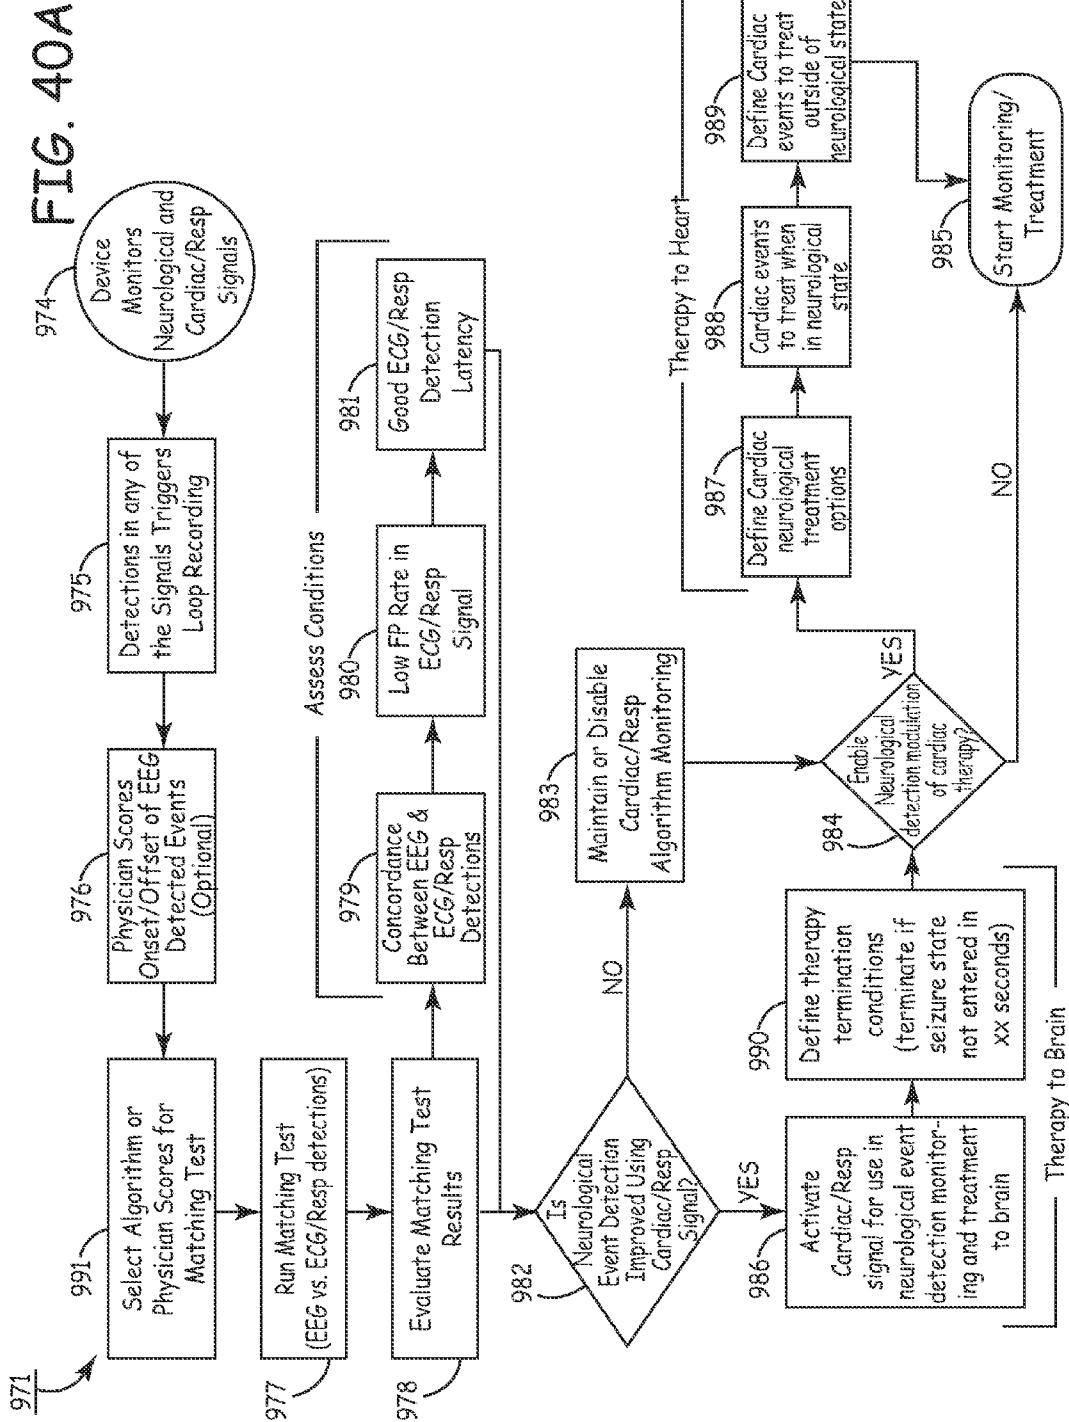 FIG. 40A
971
974
Device
Monitors
Neurological and
Cardiac/Resp
Signals
975
Detections in any of
the Signals Triggers
Loop Recording
976
Physician Scores
Onset/Offset of EEG
Detected Events
(Optional)
991
Select Algorithm or
Physician Scores for
Matching Test
977
Run Matching Test
(EEG vs. ECG/Resp detections)
978
Evaluate Matching Test
Results
Assess Conditions
979
Concordance
Between EEG &
ECG/Resp
Detections
980
Low FP Rate in
ECG/Resp
Signal
981
Good ECG/Resp
Detection
Latency
982
Is
Neurological
Event Detection
Improved Using
Cardiac/Resp
Signal?
NO
983
Maintain or Disable
Cardiac/Resp
Algorithm Monitoring
YES
986
Activate
Cardiac/Resp
signal for use in
neurological event
detection monitor-
ing and treatment
to brain
990
Define therapy
termination
conditions
(terminate if
seizure state
not entered in
xx seconds)
Therapy to Brain
984
Enable
Neurological
detection modulation
of cardiac
therapy?
YES
NO
Therapy to Heart
987
Define Cardiac
neurological
treatment
options
988
Cardiac events
to treat when
in neurological
state
989
Define Cardiac
events to treat
outside of
neurological state
985
Start Monitoring/
Treatment